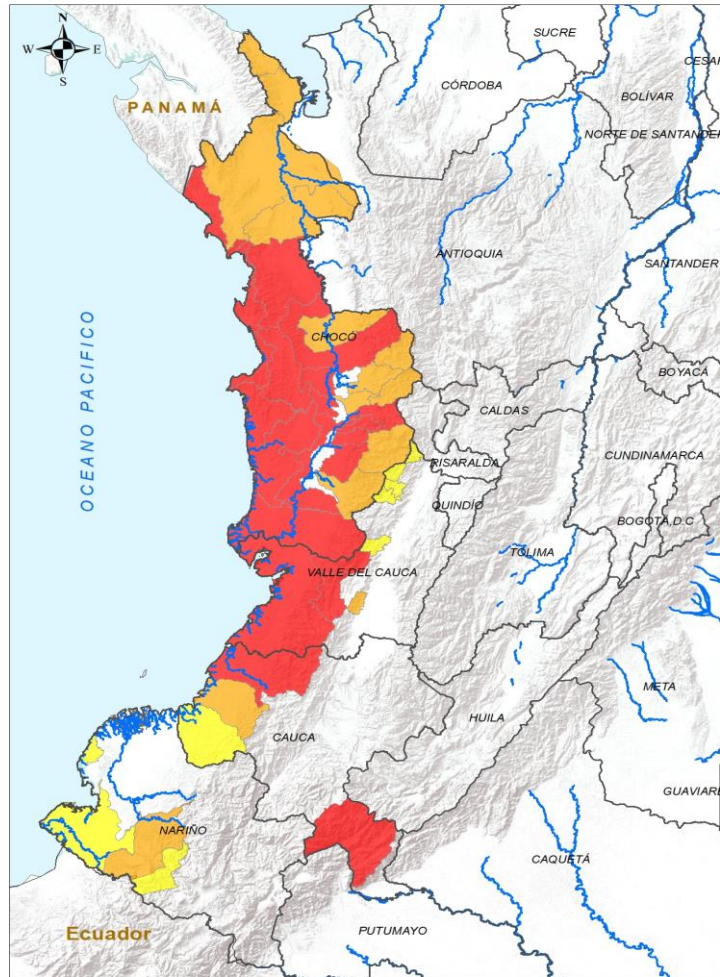 SUCRE
N
W E
S
CESAR
CÓRDOBA
BOLÍVAR
PANAMÁ
NORTE DE SANTANDER
ANTIOQUIA
SANTANDER
OCEANO PACIFICO
CHOCÓ
BOYACA
CALDAS
CUNDINAMARCA
RISARALDA
QUINDÍO
BOGOTÁ, D.C
TOLIMA
VALLE DEL CAUCA
META
HUILA
CAUCA
GUAVIARE
NARIÑO
CAQUETÁ
Ecuador
PUTUMAYO